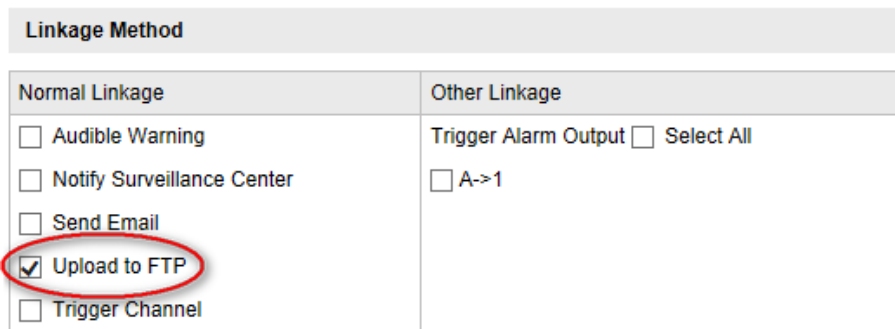 Linkage Method
Normal Linkage
Other Linkage
Audible Warning
Trigger Alarm Output Select All
Notify Surveillance Center
A->1
Send Email
Upload to FTP
Trigger Channel